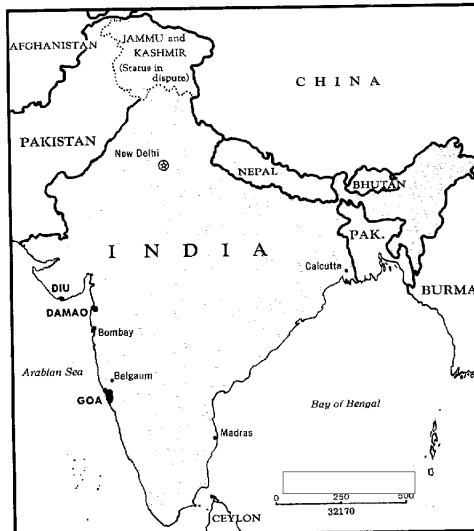 AFGHANISTAN
JAMMU and
KASHMIR
(Status in
dispute)
CHINA
PAKISTAN
New Delhi
NEPAL
BHUTAN
INDIA
PAK.
Calcutta
BURMA
DIU
DAMAO
Bombay
Arabian Sea
Belgaum
GOA
Bay of Bengal
Madras
0 250 500
32170
CEYLON